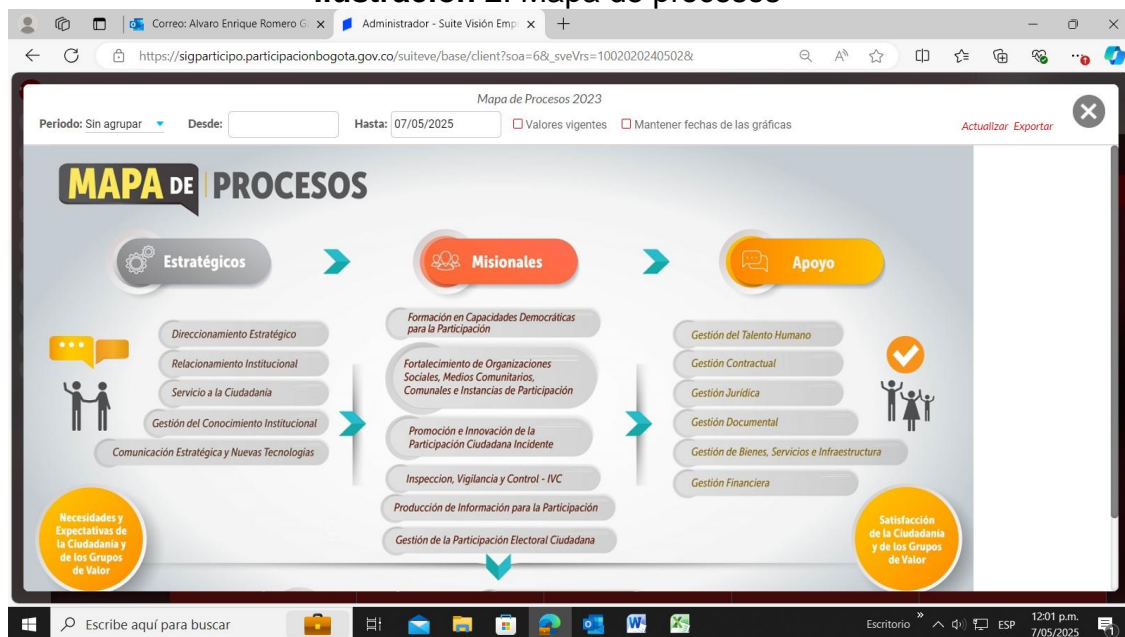 Ilustración 2. Mapa de procesos
Correo: Alvaro Enrique Romero G
Administrador - Suite Visión Emp
https://sigparticipo.participacionbogota.gov.co/suiteve/base/client?soa=6&_sveVrs=1002020240502&
Mapa de Procesos 2023
Periodo: Sin agrupar Desde: Hasta: 07/05/2025 Valores vigentes Mantener fechas de las gráficas
Actualizar Exportar
MAPA DE PROCESOS
Estratégicos
Direccionamiento Estratégico
Relacionamiento Institucional
Servicio a la Ciudadanía
Gestión del Conocimiento Institucional
Comunicación Estratégica y Nuevas Tecnologías
Necesidades y
Expectativas de
la Ciudadanía y
de los Grupos
de Valor
Misionales
Formación en Capacidades Democráticas
para la Participación
Fortalecimiento de Organizaciones
Sociales, Medios Comunitarios,
Comunales e Instancias de Participación
Promoción e Innovación de la
Participación Ciudadana Incidente
Inspeccion, Vigilancia y Control - IVC
Producción de Información para la Participación
Gestión de la Participación Electoral Ciudadana
Apoyo
Gestión del Talento Humano
Gestión Contractual
Gestión Jurídica
Gestión Documental
Gestión de Bienes, Servicios e Infraestructura
Gestión Financiera
Satisfacción
de la Ciudadanía
y de los Grupos
de Valor
Escribe aquí para buscar
Escritorio
ESP
12:01 p.m.
7/05/2025